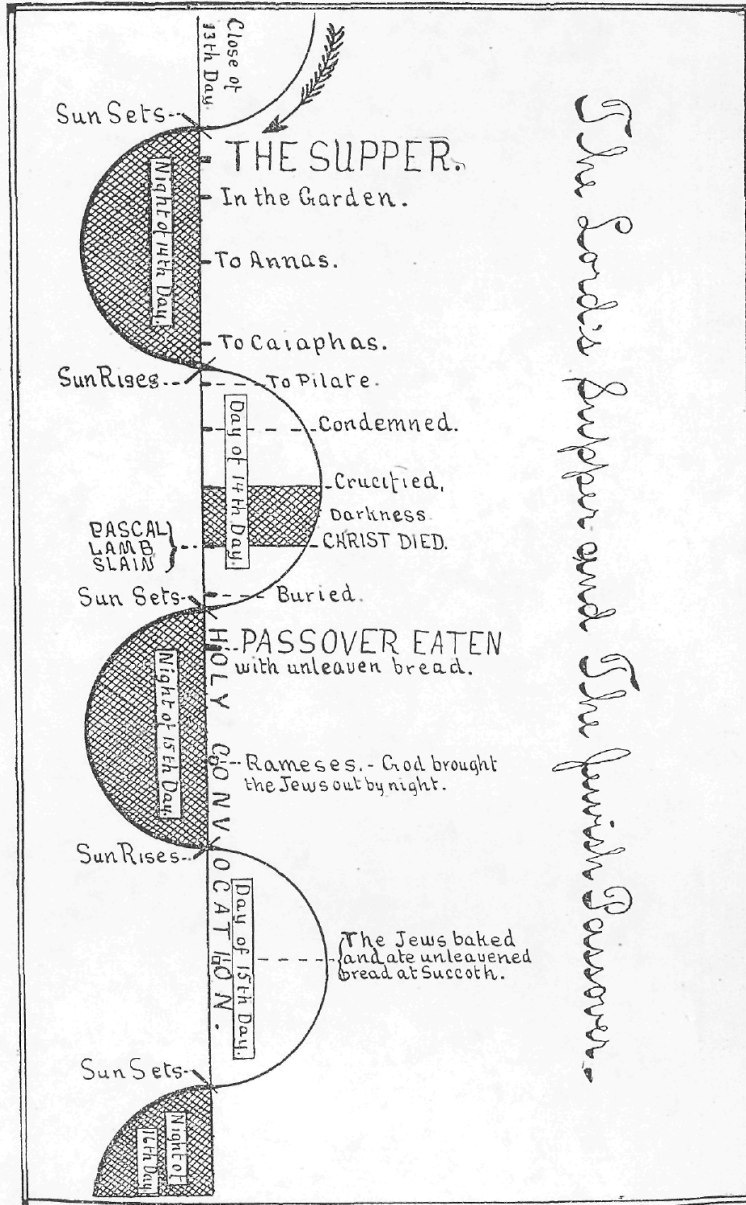 The Lord's Supper and The Jewish Passover.
Close of
13th Day.
Sun Sets
THE SUPPER.
Night of 14th Day.
In the Garden.
To Annas.
To Caiaphas.
Sun Rises
To Pilate.
Day of 14th Day.
Condemned.
Crucified,
Darkness
PASCAL
LAMB
SLAIN
CHRIST DIED.
Sun Sets
Buried.
HOLY CONVOCATION.
PASSOVER EATEN
with unleaven bread.
Night of 15th Day.
Rameses. - God brought
the Jews out by night.
Sun Rises
Day of 15th Day.
The Jews baked
and ate unleavened
bread at Succoth.
Sun Sets
Night of
16th Day.